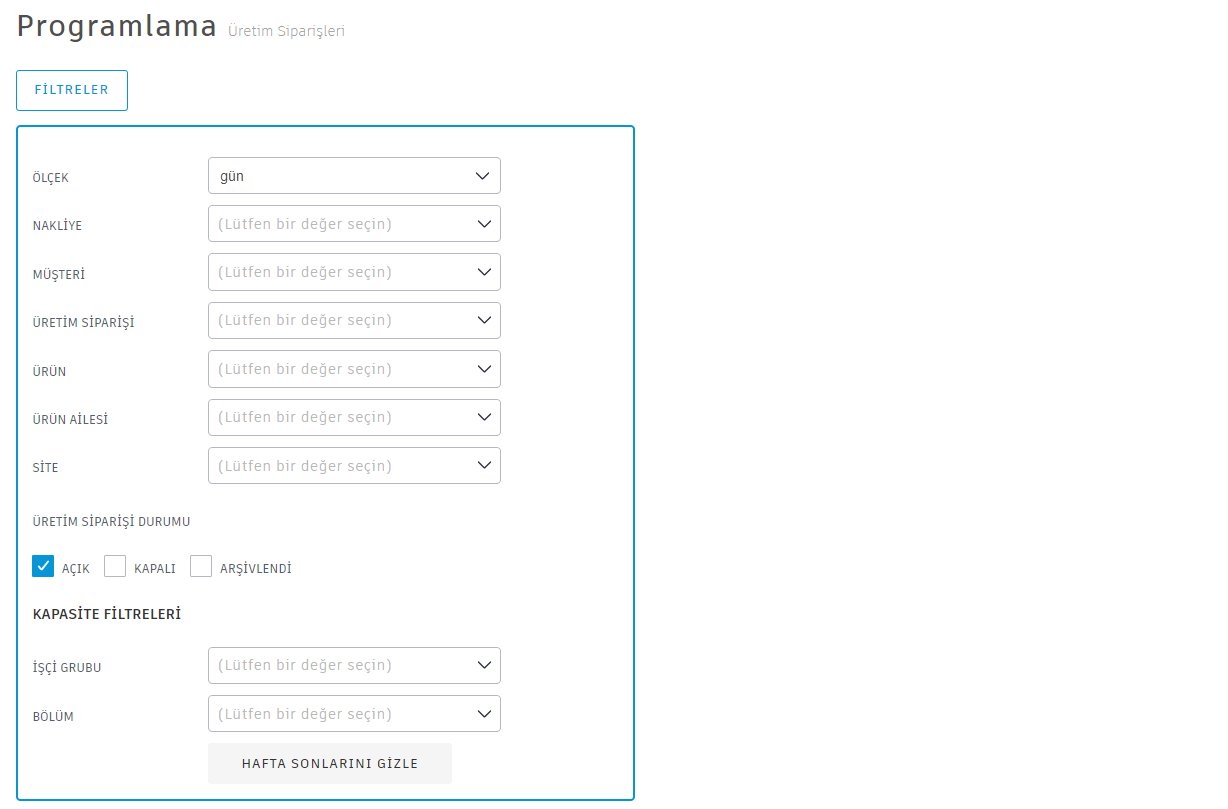 Programlama Üretim Siparişleri
FİLTRELER
ÖLÇEK gün
NAKLİYE (Lütfen bir değer seçin)
MÜŞTERİ (Lütfen bir değer seçin)
ÜRETİM SİPARİŞİ (Lütfen bir değer seçin)
ÜRÜN (Lütfen bir değer seçin)
ÜRÜN AİLESİ (Lütfen bir değer seçin)
SİTE (Lütfen bir değer seçin)
ÜRETİM SİPARİŞİ DURUMU
AÇIK KAPALI ARŞİVLENDİ
KAPASİTE FİLTRELERİ
İŞÇİ GRUBU (Lütfen bir değer seçin)
BÖLÜM (Lütfen bir değer seçin)
HAFTA SONLARINI GİZLE